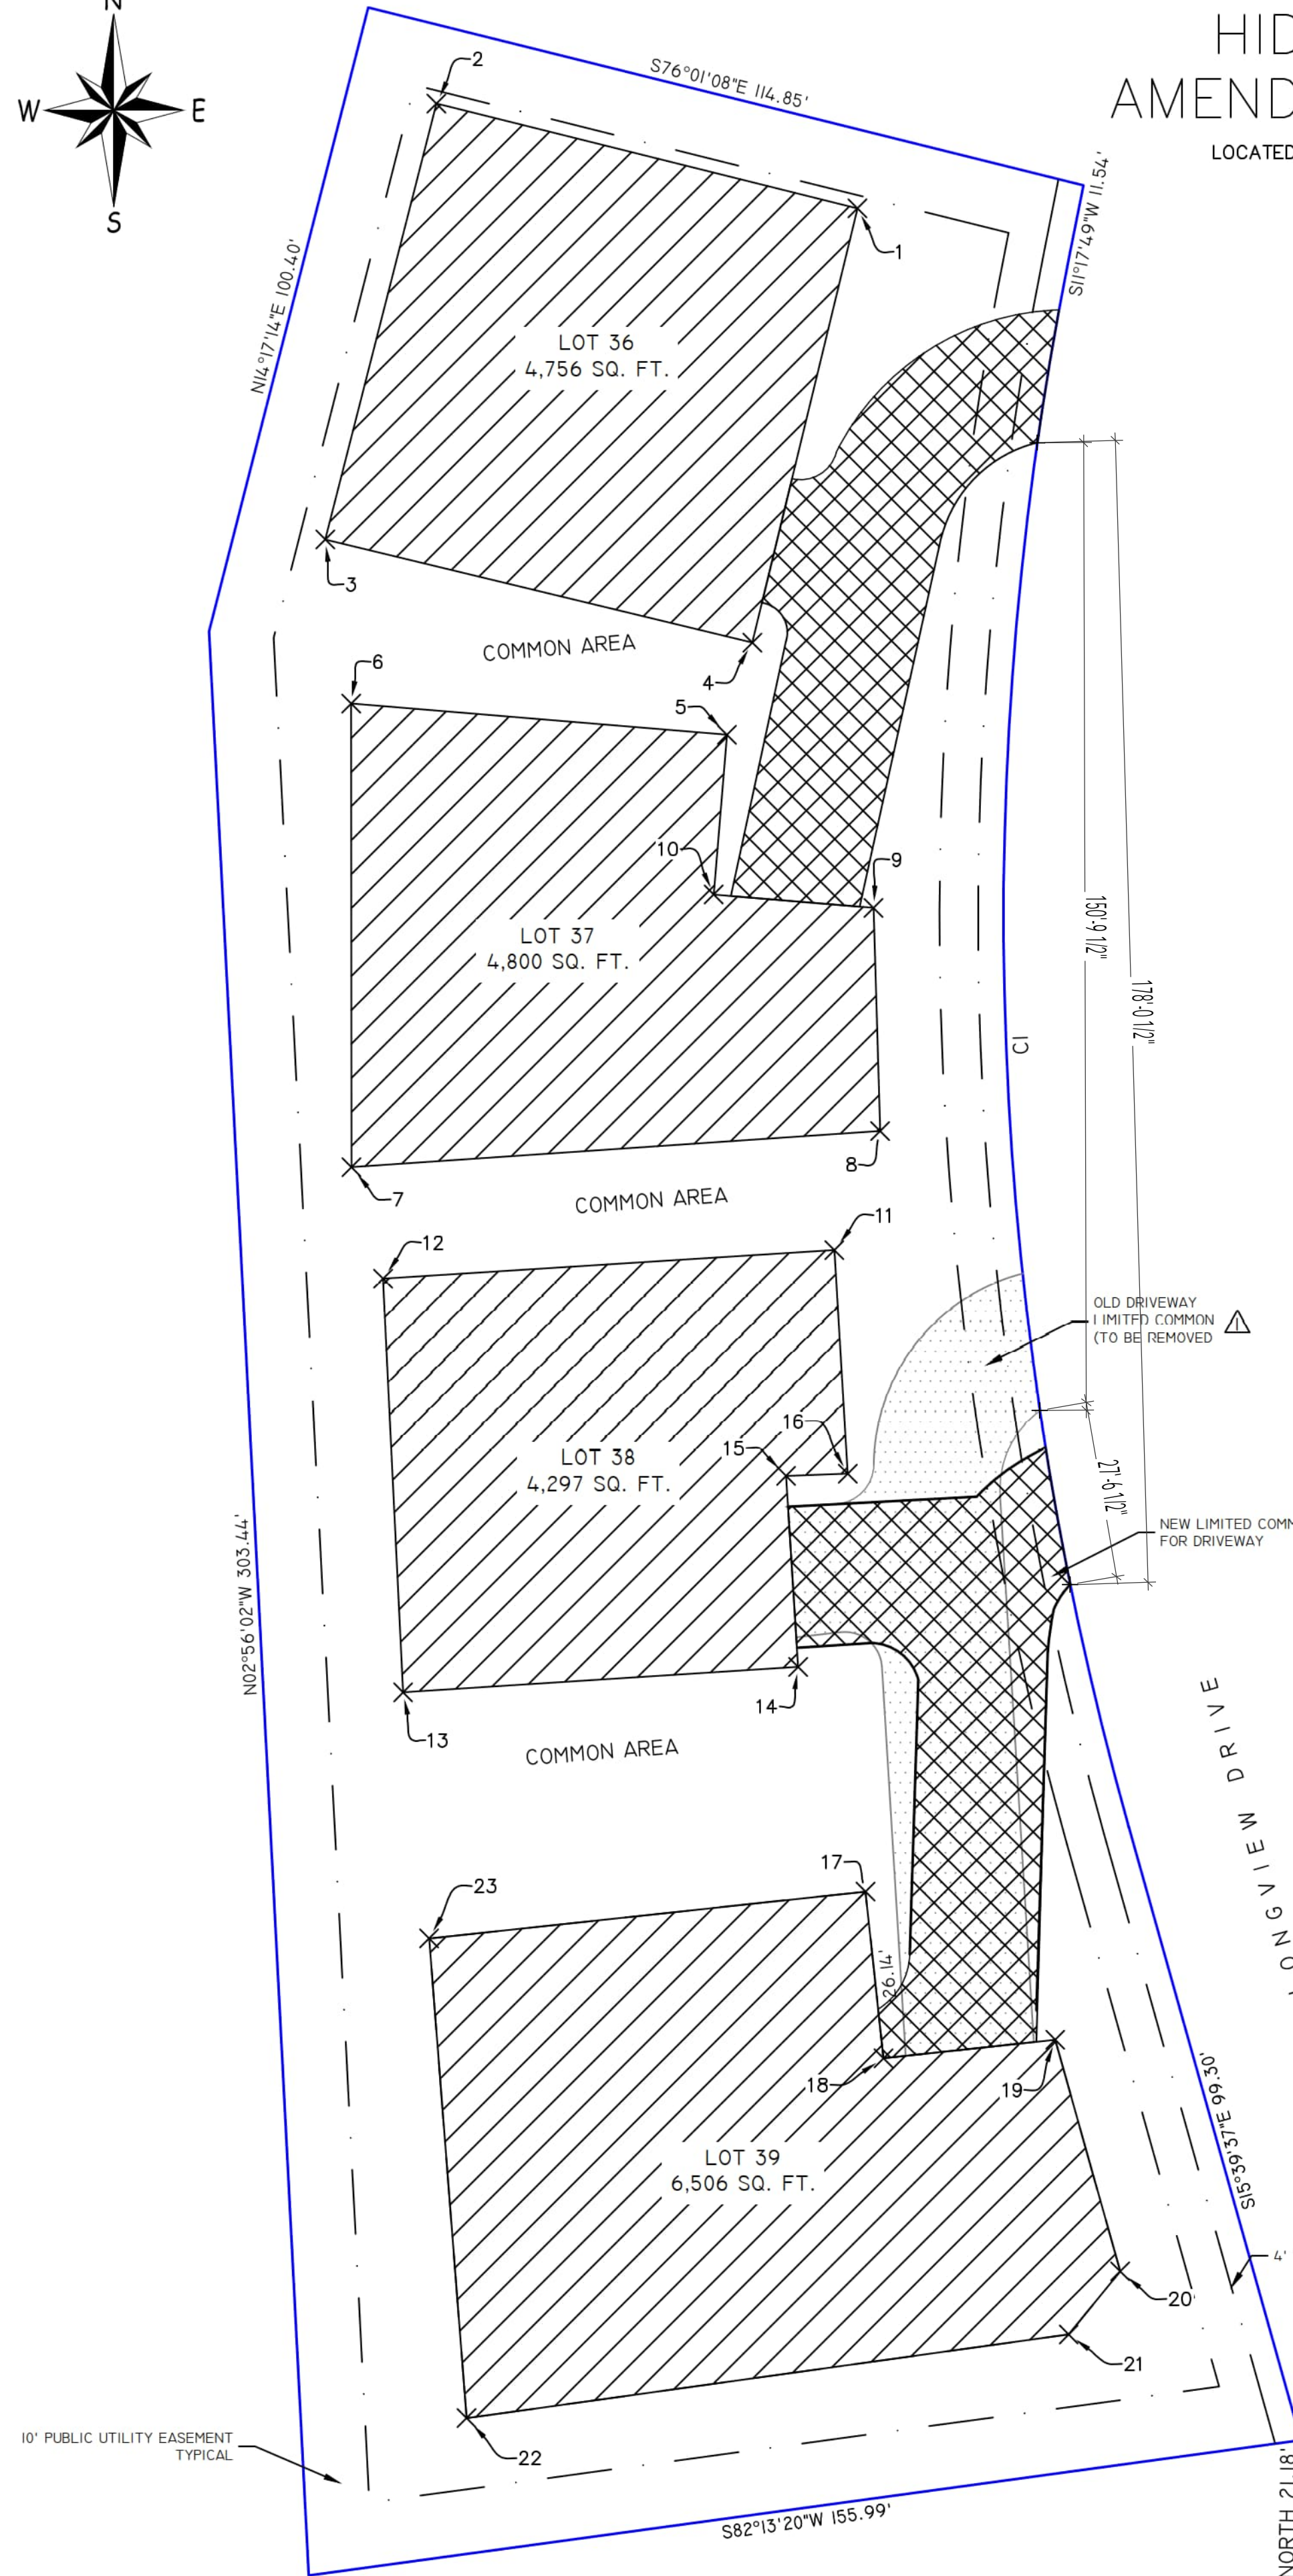 N
W
E
S
HID
AMEND
LOCATED
S76°01'08"E 114.85'
S11°17'49"W 11.54'
N14°17'14"E 100.40'
2
1
LOT 36
4,756 SQ. FT.
3
4
COMMON AREA
6
5
10
9
LOT 37
4,800 SQ. FT.
150'-9 1/2"
178'-0 1/2"
C1
8
7
COMMON AREA
12
11
OLD DRIVEWAY
LIMITED COMMON
(TO BE REMOVED
1
16
15
LOT 38
4,297 SQ. FT.
27'-6 1/2"
NEW LIMITED COMM
FOR DRIVEWAY
N02°56'02"W 303.44'
14
13
COMMON AREA
LONGVIEW DRIVE
17
23
26.14'
18
19
S15°39'37"E 99.30'
LOT 39
6,506 SQ. FT.
4'
20
21
22
10' PUBLIC UTILITY EASEMENT
TYPICAL
S82°13'20"W 155.99'
NORTH 21.18'